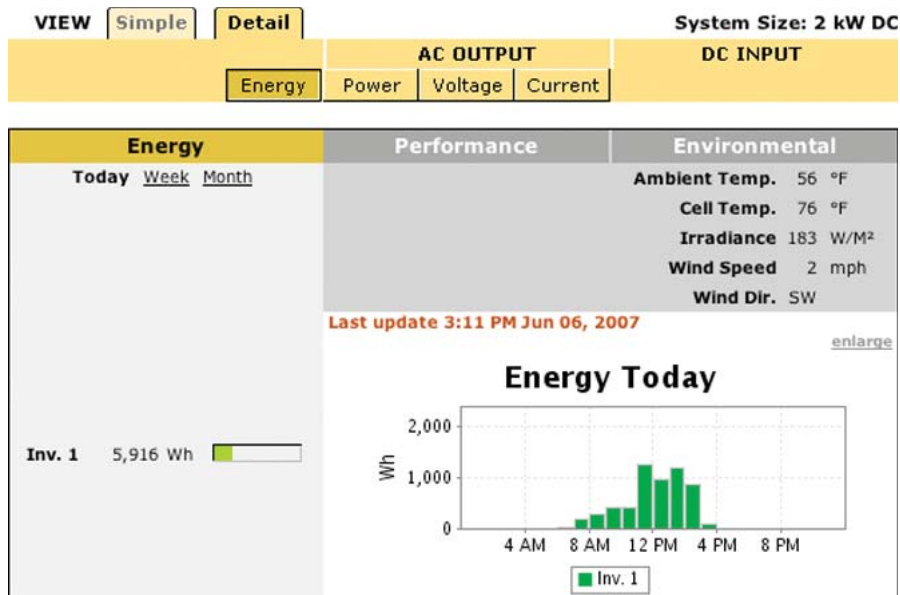 VIEW Simple Detail System Size: 2 kW DC
AC OUTPUT DC INPUT
Energy Power Voltage Current
Energy Performance Environmental
Today Week Month
Ambient Temp. 56 °F
Cell Temp. 76 °F
Irradiance 183 W/M²
Wind Speed 2 mph
Wind Dir. SW
Last update 3:11 PM Jun 06, 2007
enlarge
Energy Today
Inv. 1 5,916 Wh
Wh
2,000
1,000
0
4 AM 8 AM 12 PM 4 PM 8 PM
Inv. 1